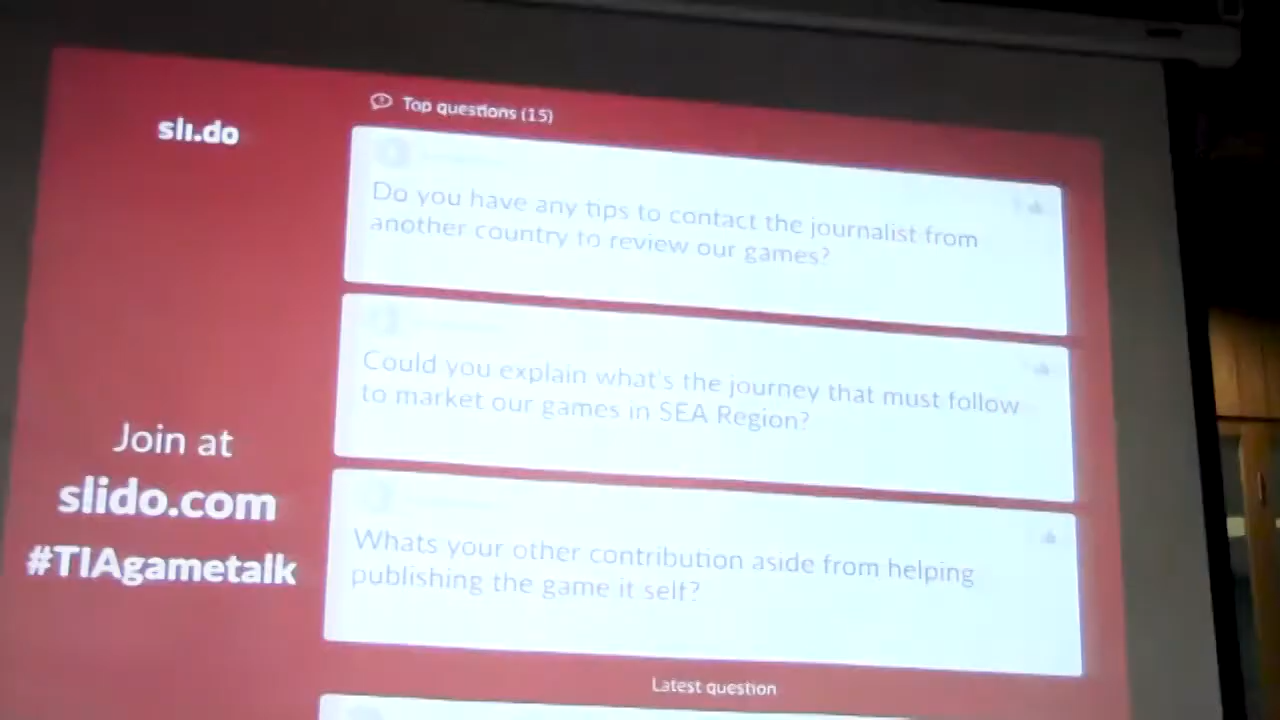 sli.do
Top questions (15)
Do you have any tips to contact the journalist from
another country to review our games?
Could you explain what's the journey that must follow
to market our games in SEA Region?
Whats your other contribution aside from helping
publishing the game it self?
Join at
slido.com
#TIAgametalk
Latest question